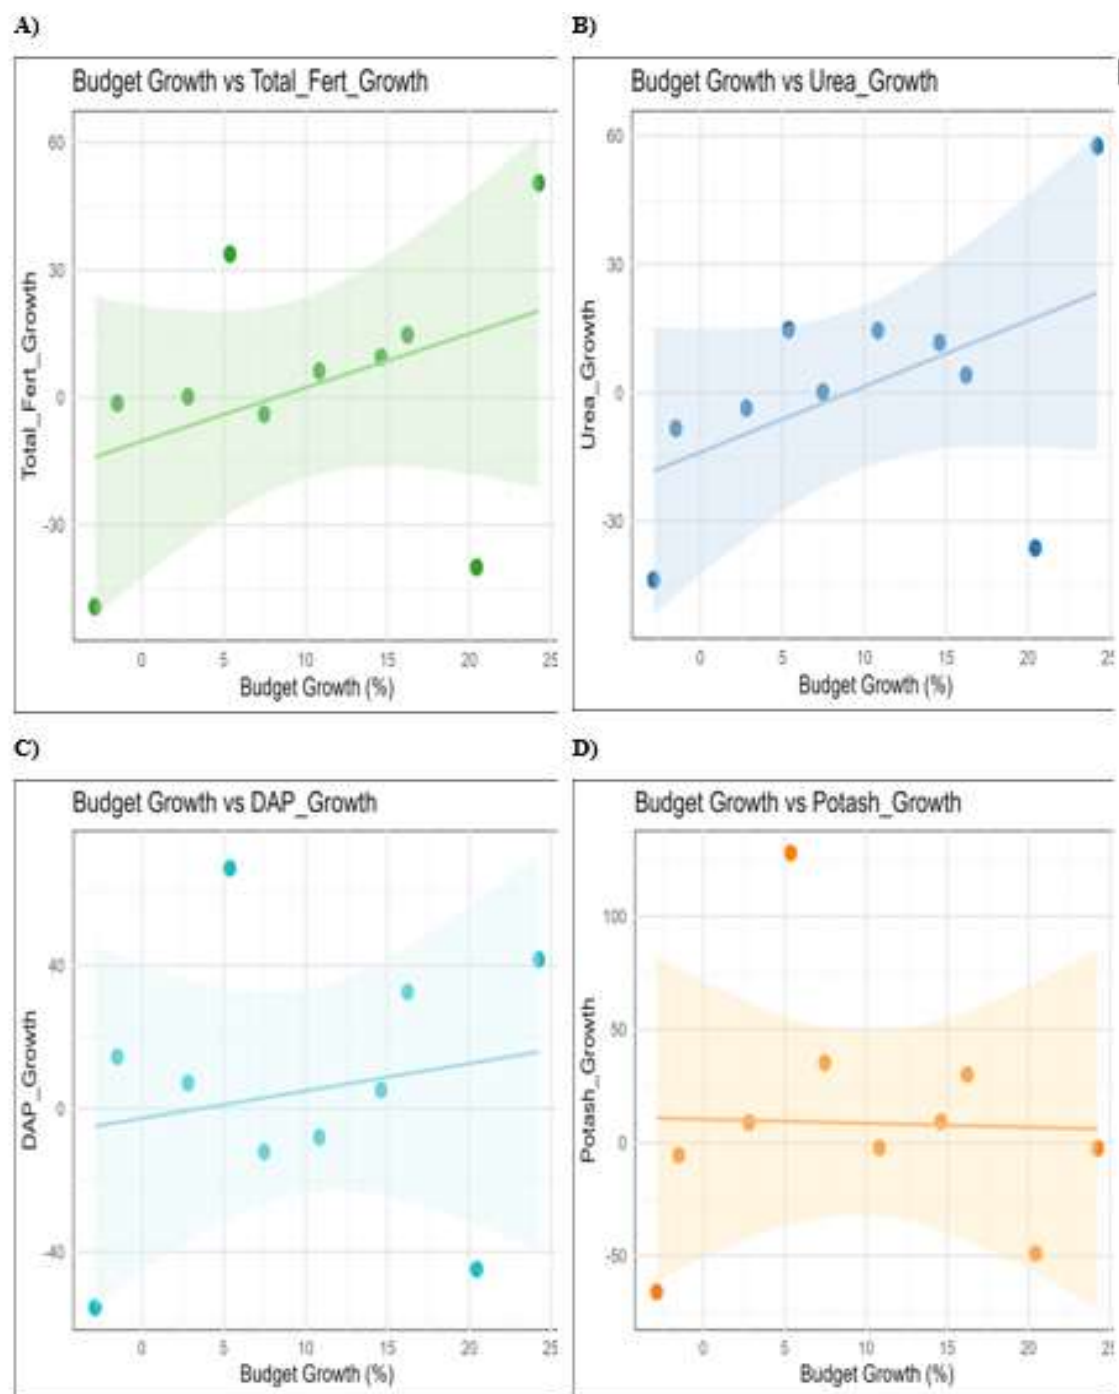 A)
Budget Growth vs Total_Fert_Growth
60
30
0
-30
Total_Fert_Growth
0 5 10 15 20 25
Budget Growth (%)
B)
Budget Growth vs Urea_Growth
60
30
0
-30
Urea_Growth
0 5 10 15 20 25
Budget Growth (%)
C)
Budget Growth vs DAP_Growth
40
0
-40
DAP_Growth
0 5 10 15 20 25
Budget Growth (%)
D)
Budget Growth vs Potash_Growth
100
50
0
-50
Potash_Growth
0 5 10 15 20 25
Budget Growth (%)